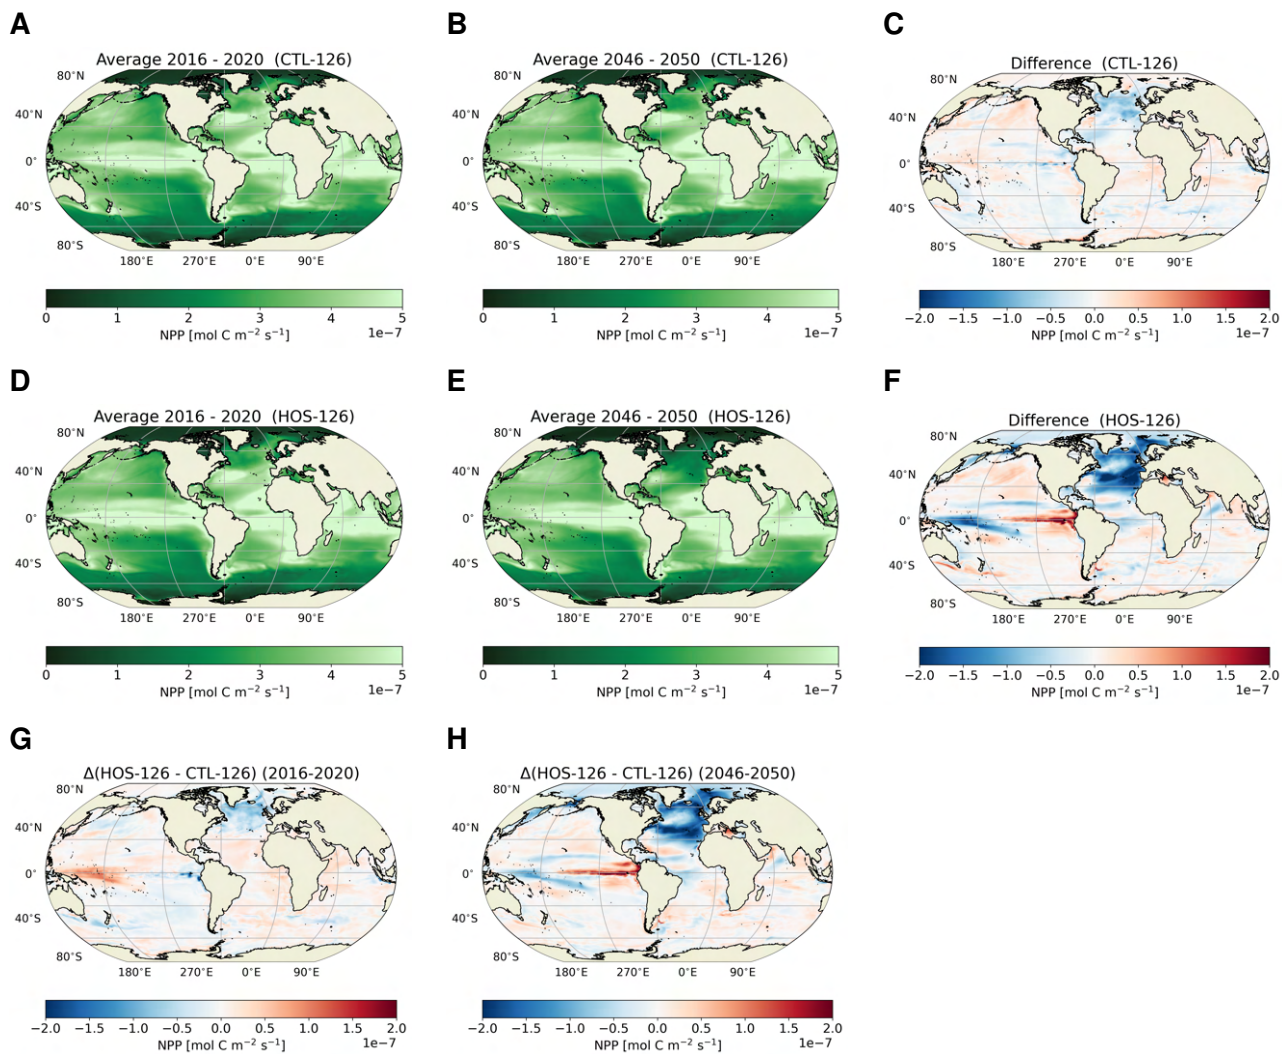 A
B
C
Average 2016 - 2020 (CTL-126)
Average 2046 - 2050 (CTL-126)
Difference (CTL-126)
80°N
40°N
0°
40°S
80°S
180°E 270°E 0°E 90°E
80°N
40°N
0°
40°S
80°S
180°E 270°E 0°E 90°E
80°N
40°N
0°
40°S
80°S
180°E 270°E 0°E 90°E
0 1 2 3 4 5
1e-7
NPP [mol C m⁻² s⁻¹]
0 1 2 3 4 5
1e-7
NPP [mol C m⁻² s⁻¹]
−2.0 −1.5 −1.0 −0.5 0.0 0.5 1.0 1.5 2.0
1e-7
NPP [mol C m⁻² s⁻¹]
D
E
F
Average 2016 - 2020 (HOS-126)
Average 2046 - 2050 (HOS-126)
Difference (HOS-126)
80°N
40°N
0°
40°S
80°S
180°E 270°E 0°E 90°E
80°N
40°N
0°
40°S
80°S
180°E 270°E 0°E 90°E
80°N
40°N
0°
40°S
80°S
180°E 270°E 0°E 90°E
0 1 2 3 4 5
1e-7
NPP [mol C m⁻² s⁻¹]
0 1 2 3 4 5
1e-7
NPP [mol C m⁻² s⁻¹]
−2.0 −1.5 −1.0 −0.5 0.0 0.5 1.0 1.5 2.0
1e-7
NPP [mol C m⁻² s⁻¹]
G
H
Δ(HOS-126 - CTL-126) (2016-2020)
Δ(HOS-126 - CTL-126) (2046-2050)
80°N
40°N
0°
40°S
80°S
180°E 270°E 0°E 90°E
80°N
40°N
0°
40°S
80°S
180°E 270°E 0°E 90°E
−2.0 −1.5 −1.0 −0.5 0.0 0.5 1.0 1.5 2.0
1e-7
NPP [mol C m⁻² s⁻¹]
−2.0 −1.5 −1.0 −0.5 0.0 0.5 1.0 1.5 2.0
1e-7
NPP [mol C m⁻² s⁻¹]